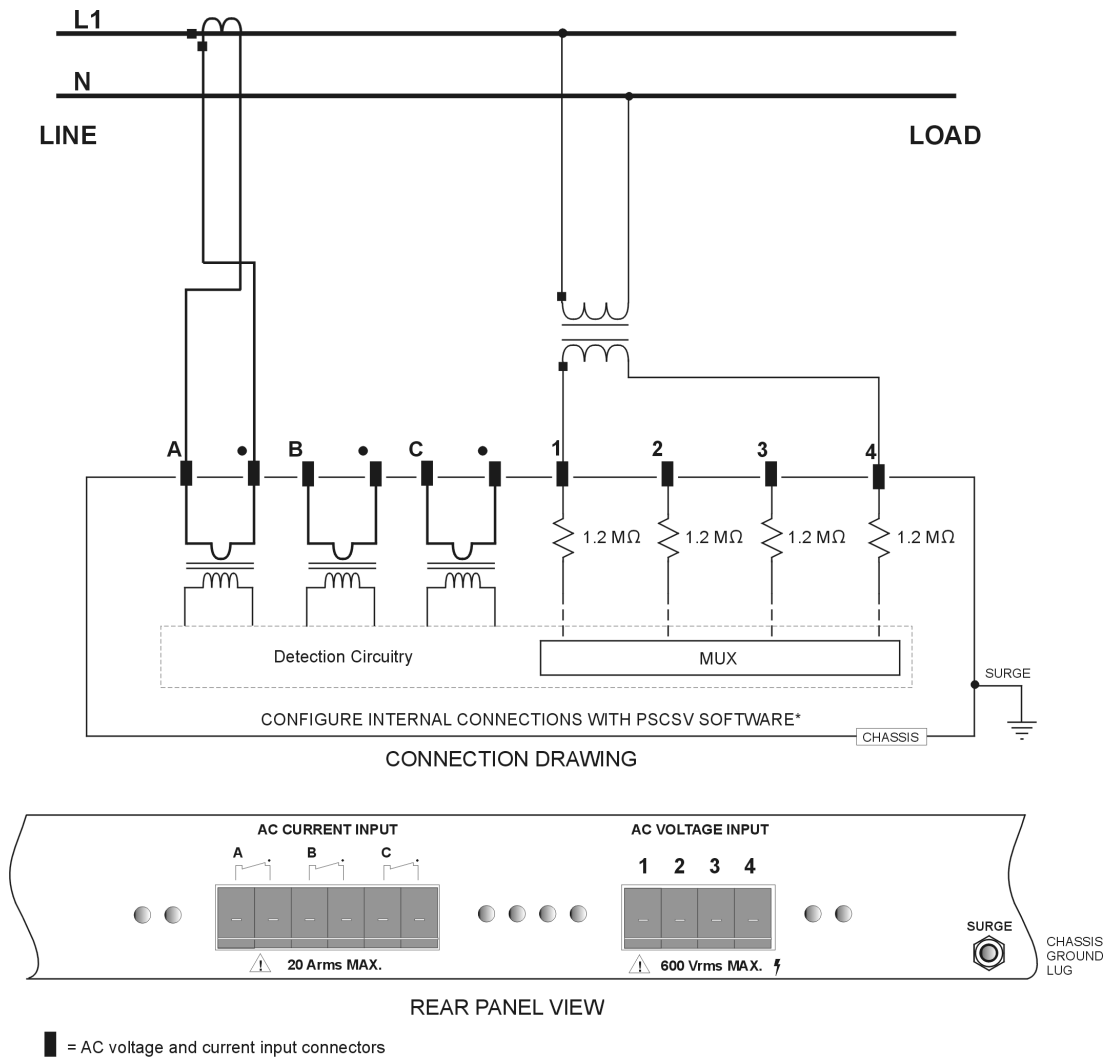 L1
N
LINE
LOAD
A
B
C
1
2
3
4
1.2 MΩ
1.2 MΩ
1.2 MΩ
1.2 MΩ
Detection Circuitry
MUX
SURGE
CONFIGURE INTERNAL CONNECTIONS WITH PSCSV SOFTWARE*
CHASSIS
CONNECTION DRAWING
AC CURRENT INPUT
AC VOLTAGE INPUT
A
B
C
1
2
3
4
SURGE
CHASSIS
GROUND
LUG
!
20 Arms MAX.
!
600 Vrms MAX.
REAR PANEL VIEW
= AC voltage and current input connectors